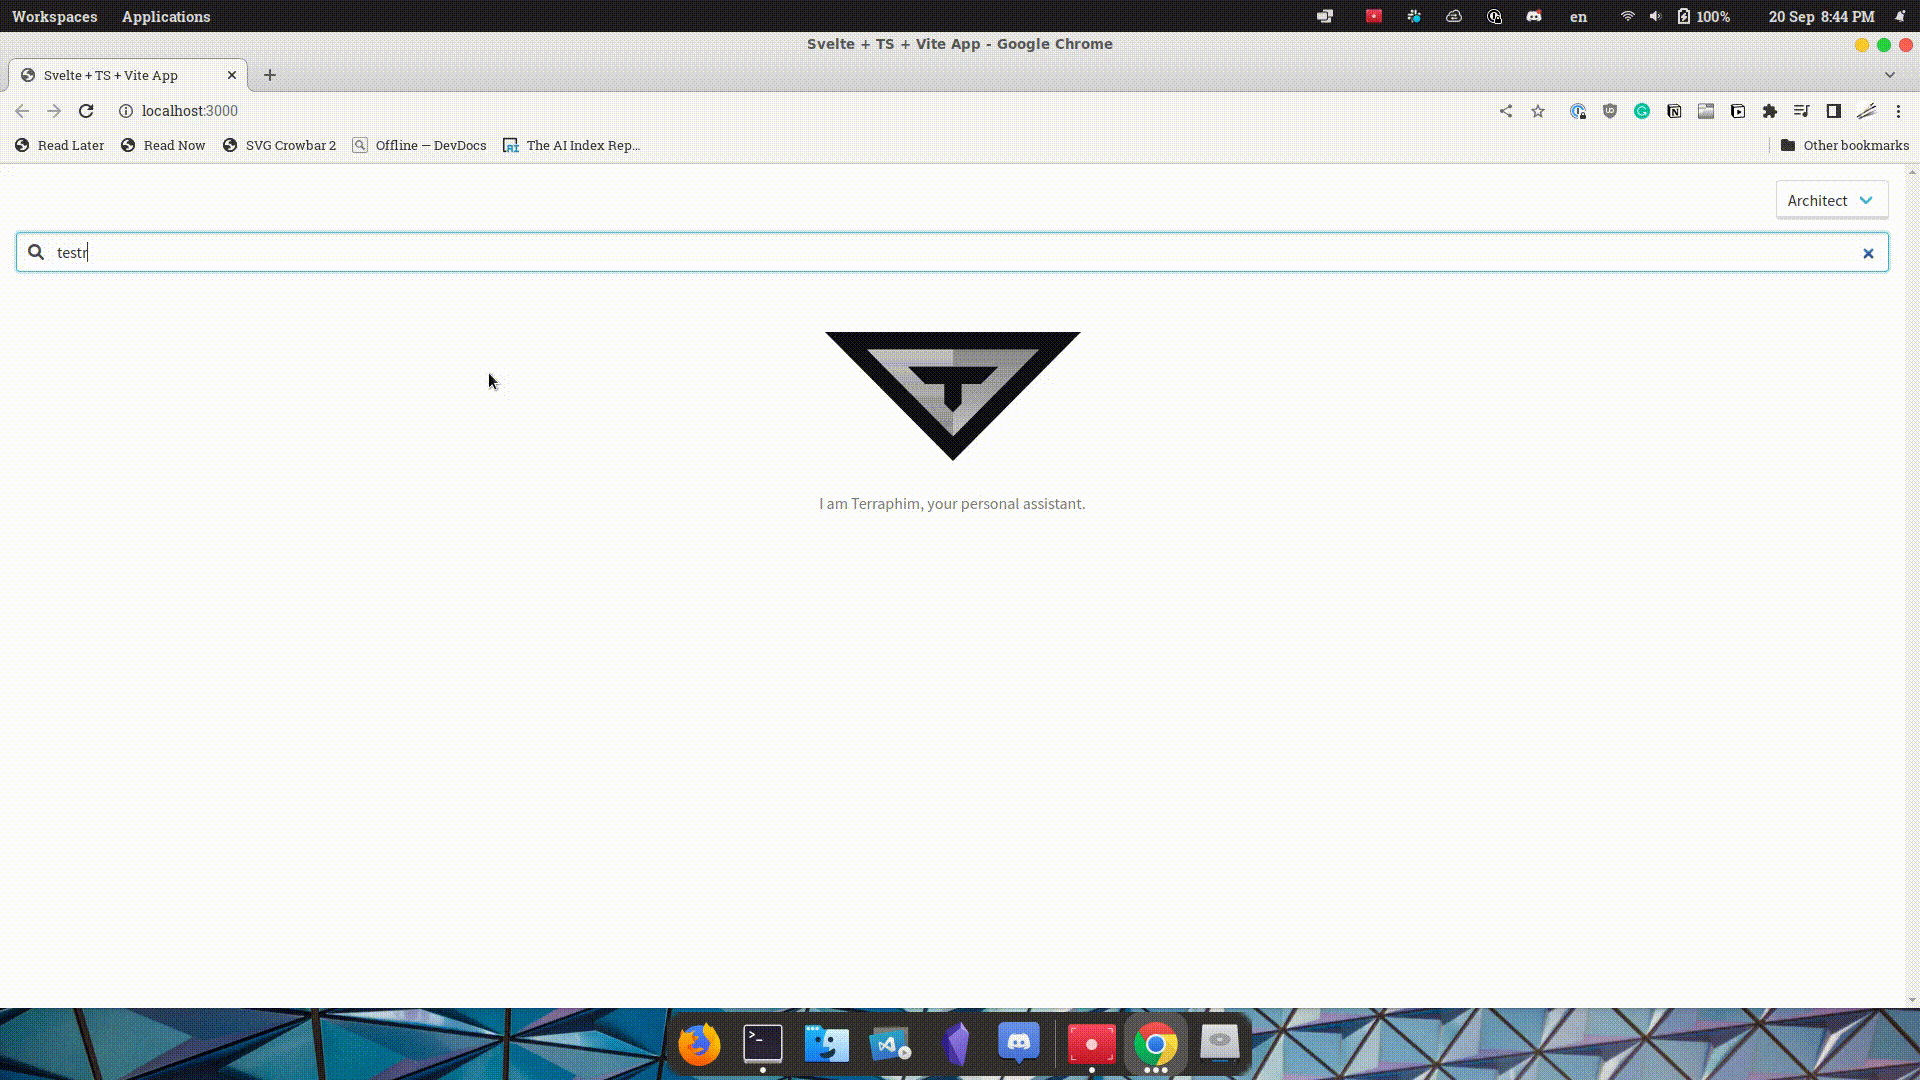 Workspaces Applications en 100% 20 Sep 8:44 PM
Svelte + TS + Vite App - Google Chrome
Svelte + TS + Vite App
localhost:3000
Read Later Read Now SVG Crowbar 2 Offline — DevDocs The AI Index Rep... Other bookmarks
Architect
testr
I am Terraphim, your personal assistant.